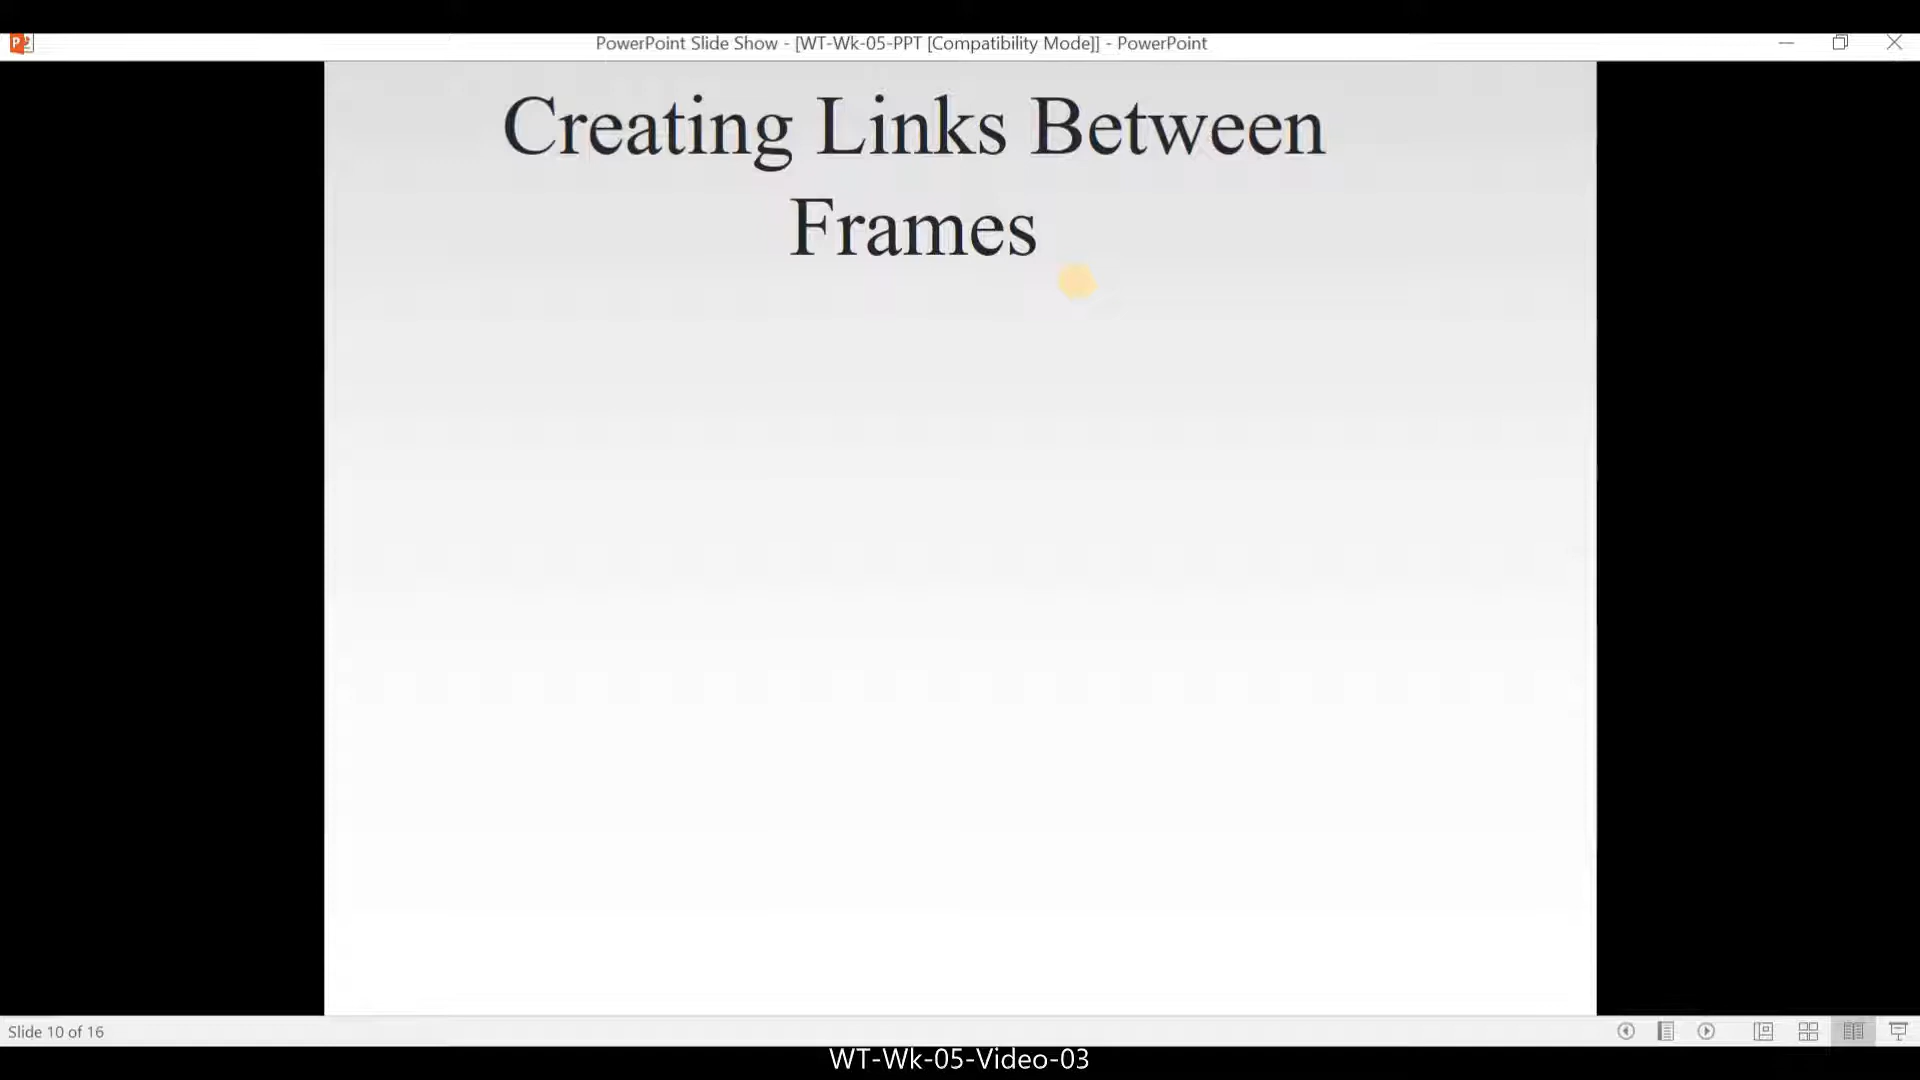 PowerPoint Slide Show - [WT-Wk-05-PPT [Compatibility Mode]] - PowerPoint
Creating Links Between
Frames
Slide 10 of 16
WT-Wk-05-Video-03